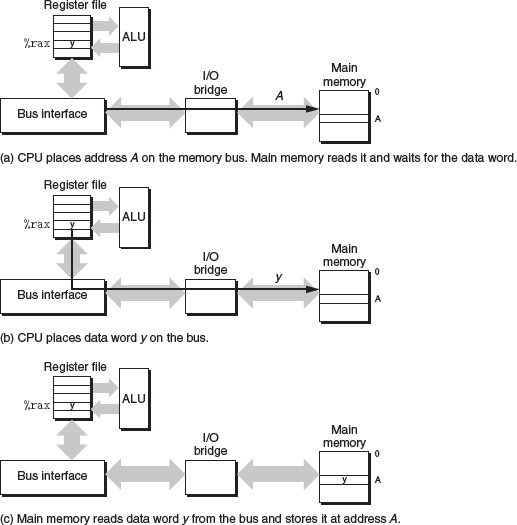 Register file
ALU
%rax
y
I/O
bridge
A
Main
memory
0
A
Bus interface
(a) CPU places address A on the memory bus. Main memory reads it and waits for the data word.
Register file
ALU
%rax
y
I/O
bridge
y
Main
memory
0
A
Bus interface
(b) CPU places data word y on the bus.
Register file
ALU
%rax
y
I/O
bridge
Main
memory
0
y
A
Bus interface
(c) Main memory reads data word y from the bus and stores it at address A.